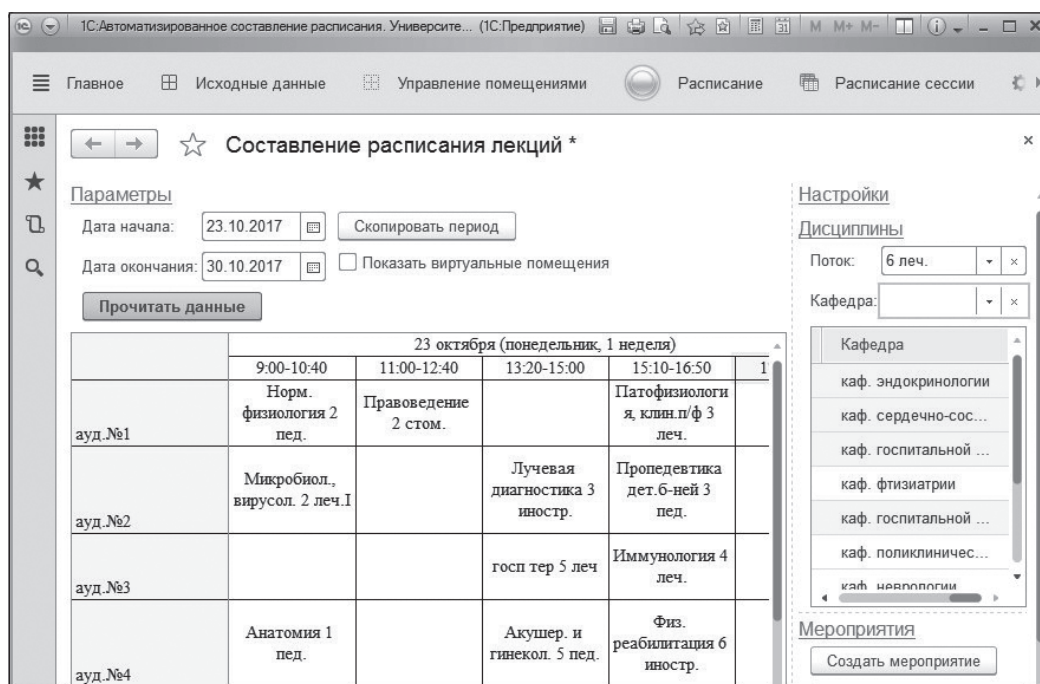 1С:Автоматизированное составление расписания. Университе... (1С:Предприятие) M M+ M-
Главное Исходные данные Управление помещениями Расписание Расписание сессии
Составление расписания лекций *
Параметры
Дата начала: 23.10.2017 Скопировать период
Дата окончания: 30.10.2017 Показать виртуальные помещения
Прочитать данные
23 октября (понедельник, 1 неделя)
9:00-10:40 11:00-12:40 13:20-15:00 15:10-16:50 1
ауд.№1
Норм.
физиология 2
пед.
Правоведение
2 стом.
Патофизиологи
я, клин.п/ф 3
леч.
ауд.№2
Микробиол.,
вирусол. 2 леч.I
Лучевая
диагностика 3
иностр.
Пропедевтика
дет.б-ней 3
пед.
ауд.№3
госп тер 5 леч
Иммунология 4
леч.
ауд.№4
Анатомия 1
пед.
Акушер. и
гинекол. 5 пед.
Физ.
реабилитация 6
иностр.
Настройки
Дисциплины
Поток: 6 леч.
Кафедра:
Кафедра
каф. эндокринологии
каф. сердечно-сос...
каф. госпитальной ...
каф. фтизиатрии
каф. госпитальной ...
каф. поликлиничес...
каф. неврологии
Мероприятия
Создать мероприятие